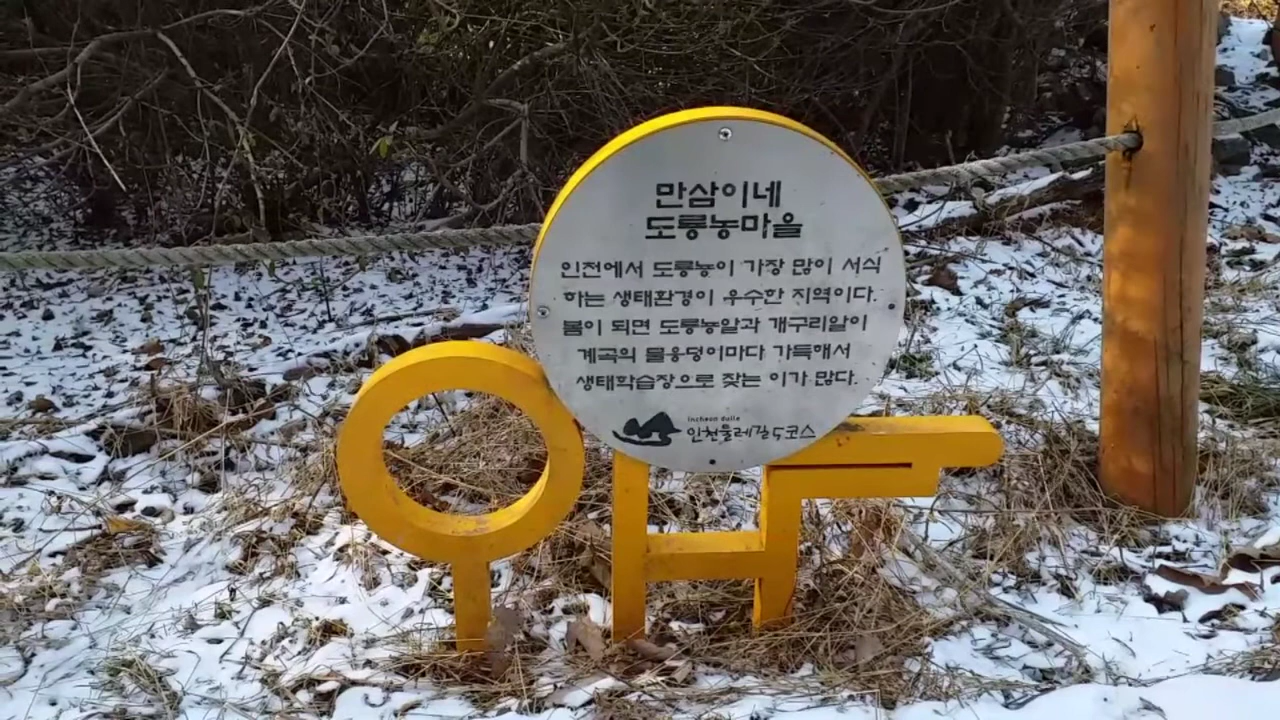 만삼이네
도롱뇽마을
인천에서 도롱뇽이 가장 많이 서식
하는 생태환경이 우수한 지역이다.
봄이 되면 도롱뇽알과 개구리알이
계곡의 물웅덩이마다 가득해서
생태학습장으로 찾는 이가 많다.
incheon dulle
인천둘레길 5코스